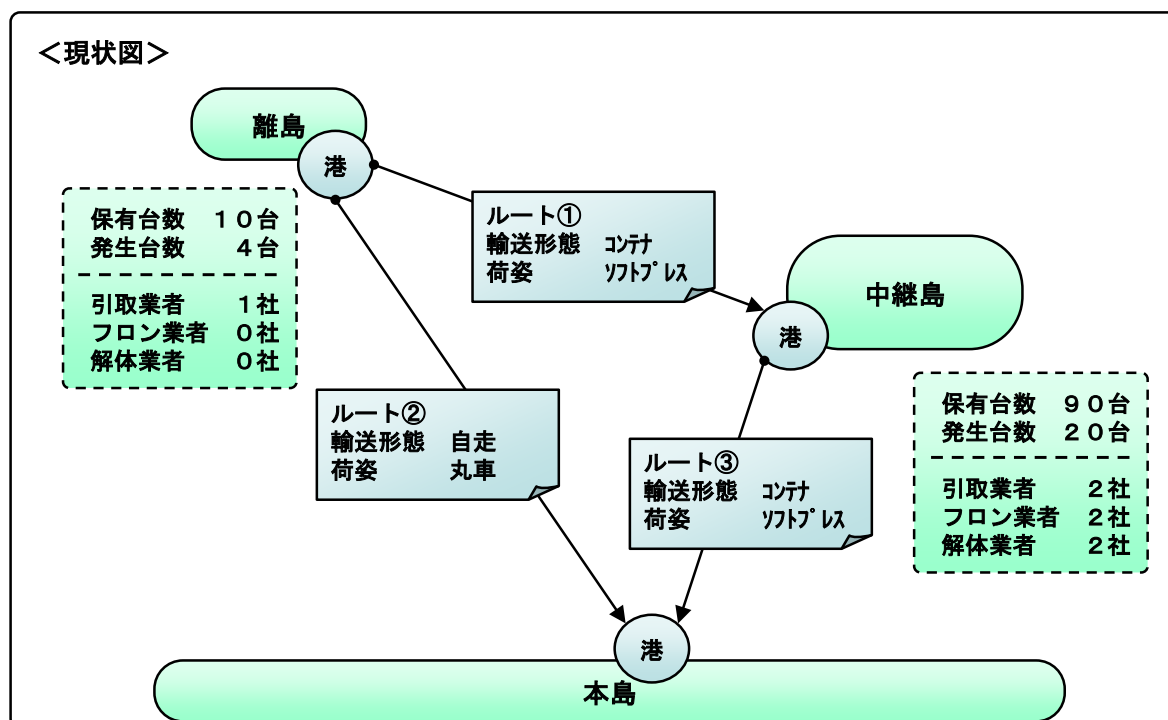 ＜現状図＞
離島
港
保有台数　１０台
発生台数　４台
引取業者　１社
フロン業者　０社
解体業者　０社
ルート①
輸送形態　ｺﾝﾃﾅ
荷姿　ｿﾌﾄﾌﾟﾚｽ
中継島
港
ルート②
輸送形態　自走
荷姿　丸車
ルート③
輸送形態　ｺﾝﾃﾅ
荷姿　ｿﾌﾄﾌﾟﾚｽ
保有台数　９０台
発生台数　２０台
引取業者　２社
フロン業者　２社
解体業者　２社
港
本島